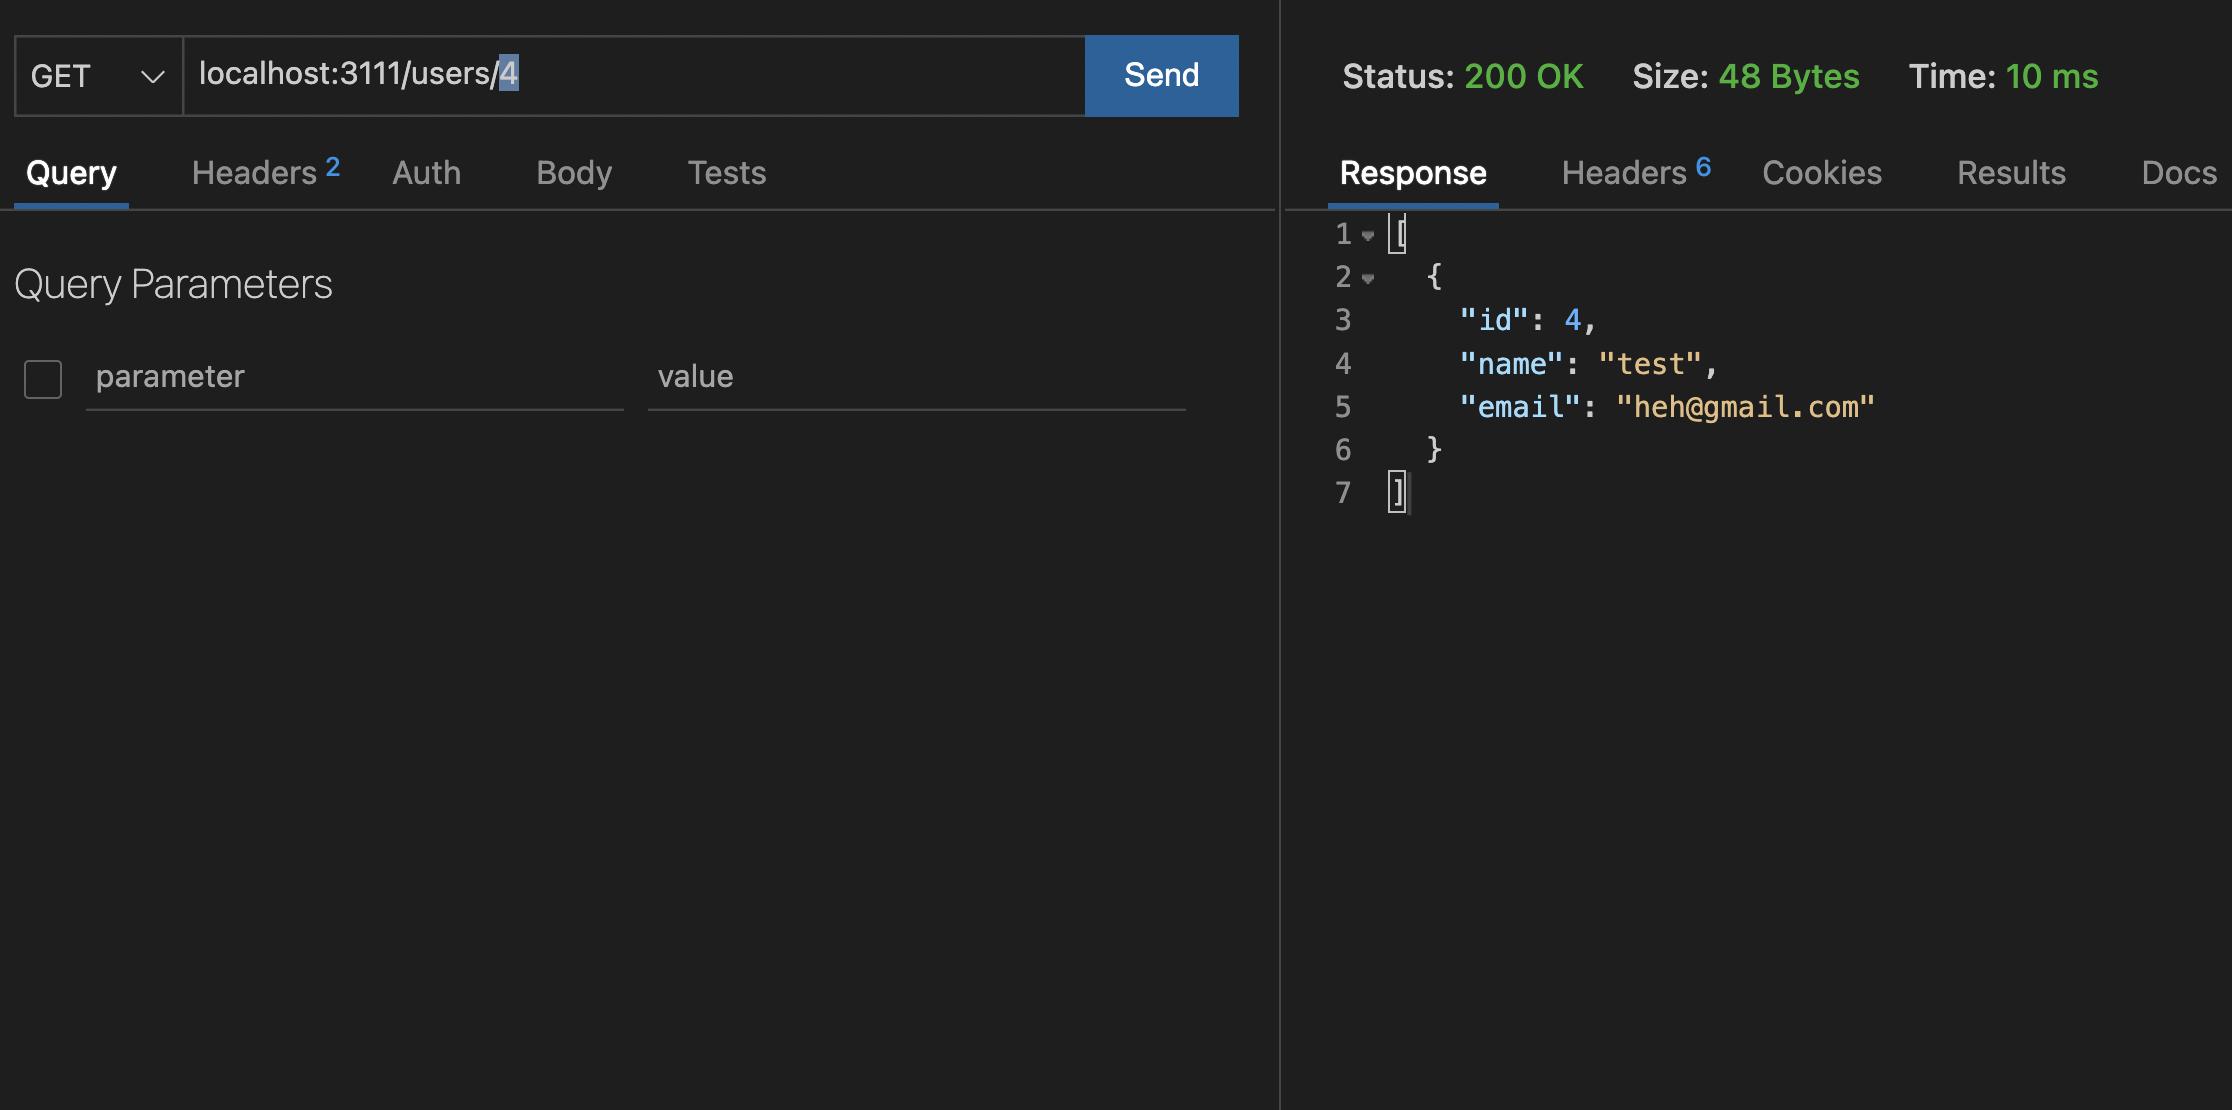 GET localhost:3111/users/4 Send
Query Headers 2 Auth Body Tests
Query Parameters
parameter value
Status: 200 OK Size: 48 Bytes Time: 10 ms
Response Headers 6 Cookies Results Docs
1 [
2 {
3 "id": 4,
4 "name": "test",
5 "email": "heh@gmail.com"
6 }
7 ]